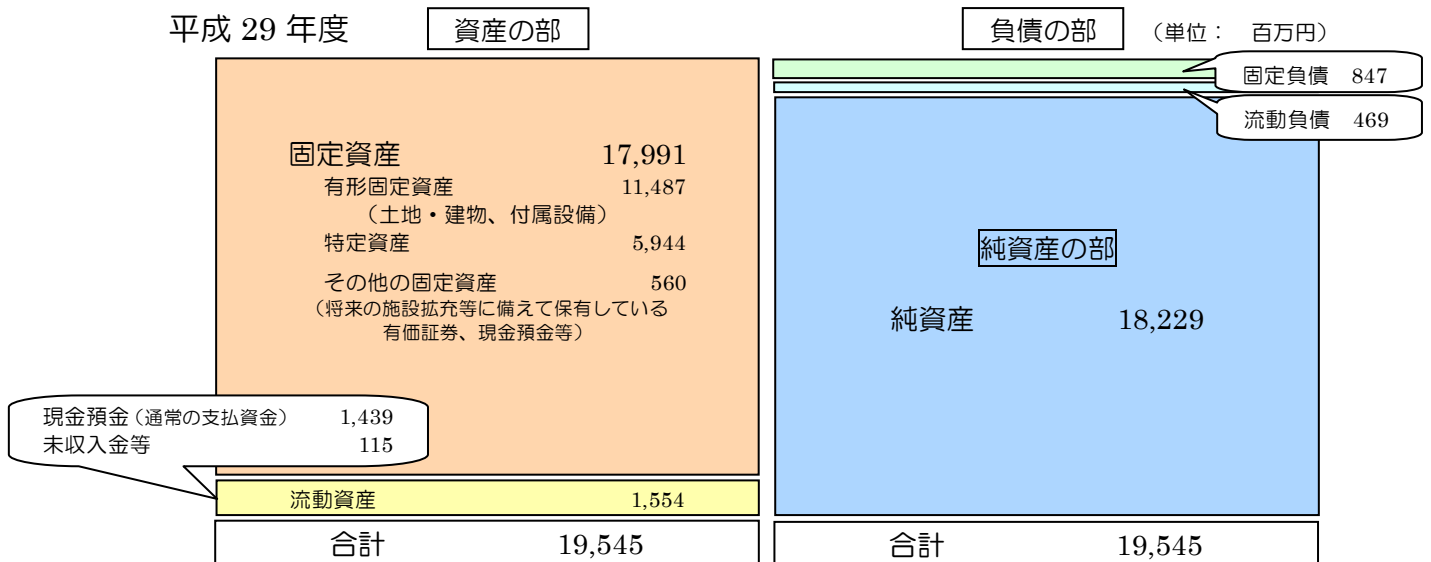 平成 29 年度
資産の部
負債の部
（単位： 百万円）
固定負債 847
流動負債 469
固定資産 17,991
有形固定資産 11,487
（土地・建物、付属設備）
特定資産 5,944
その他の固定資産 560
（将来の施設拡充等に備えて保有している
有価証券、現金預金等）
純資産の部
純資産 18,229
現金預金（通常の支払資金） 1,439
未収入金等 115
流動資産 1,554
合計 19,545
合計 19,545